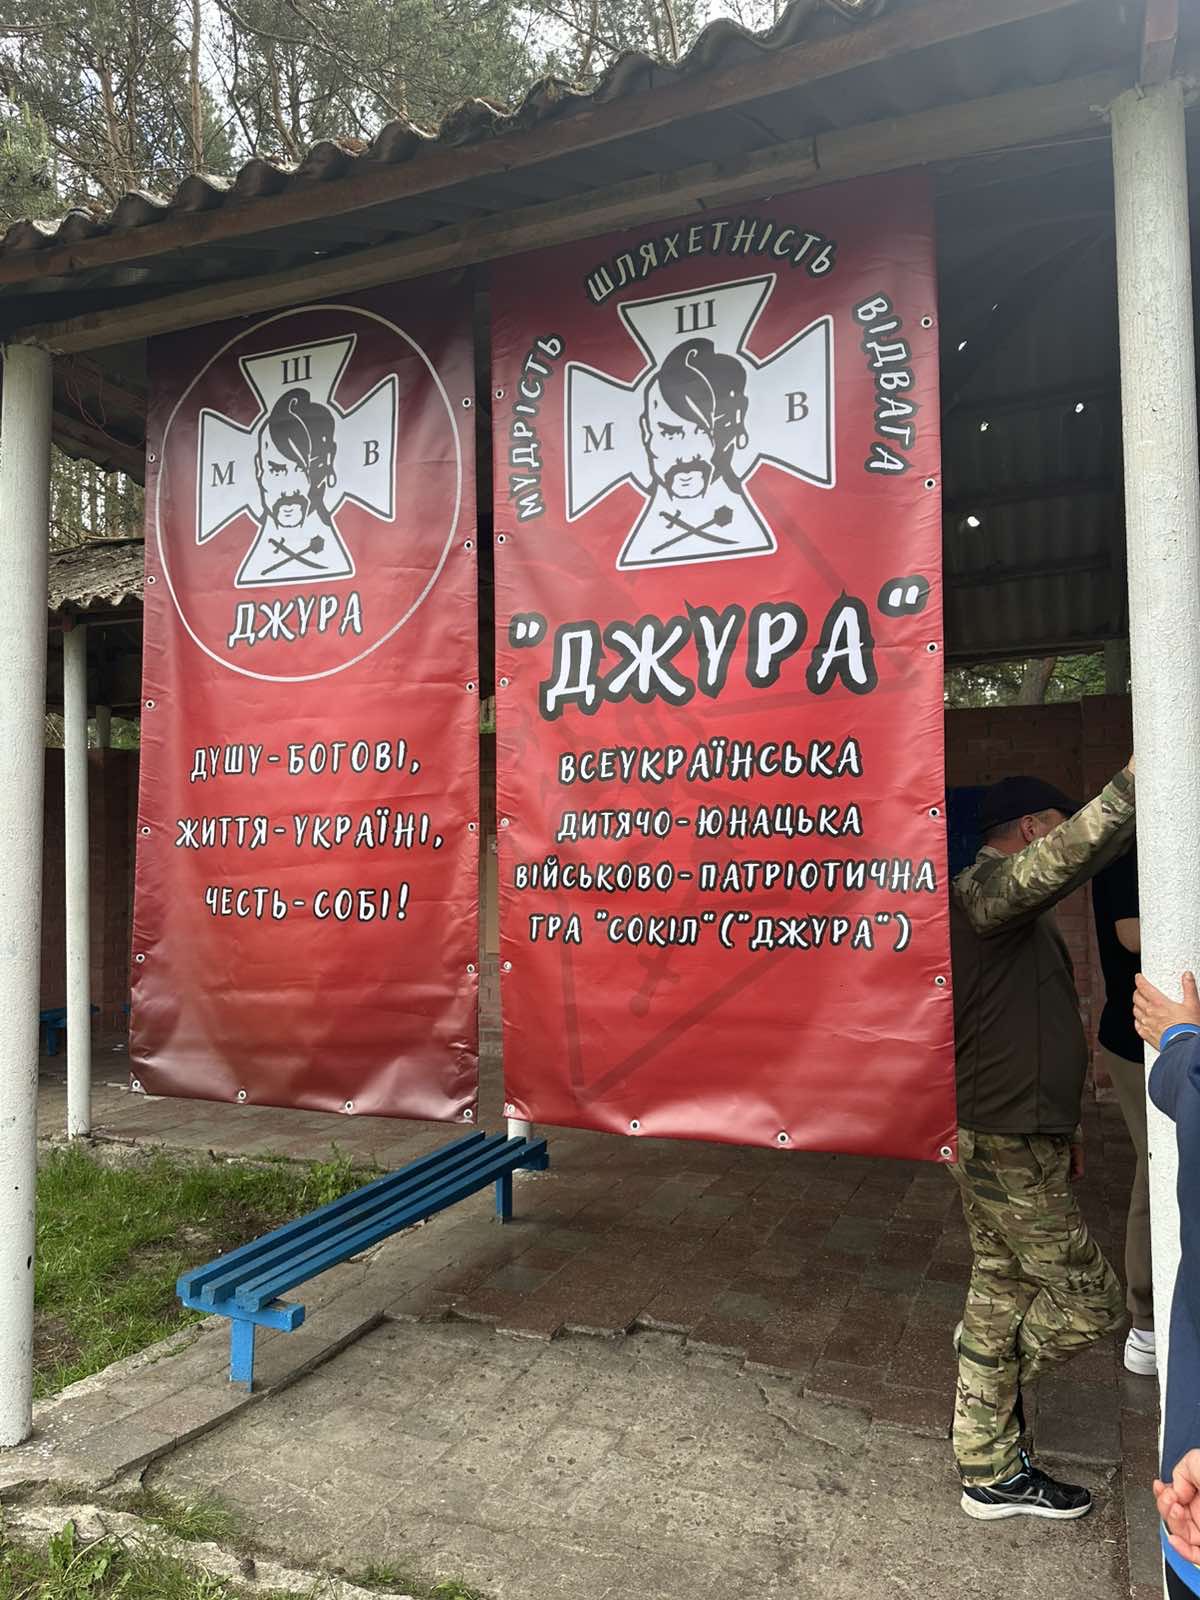 Ш
М
В
ДЖУРА
ДУШУ-БОГОВІ,
ЖИТТЯ-УКРАЇНІ,
ЧЕСТЬ-СОБІ!
МУДРІСТЬ
ШЛЯХЕТНІСТЬ
ВІДВАГА
Ш
М
В
"ДЖУРА"
ВСЕУКРАЇНСЬКА
ДИТЯЧО-ЮНАЦЬКА
ВІЙСЬКОВО-ПАТРІОТИЧНА
ГРА "СОКІЛ"("ДЖУРА")